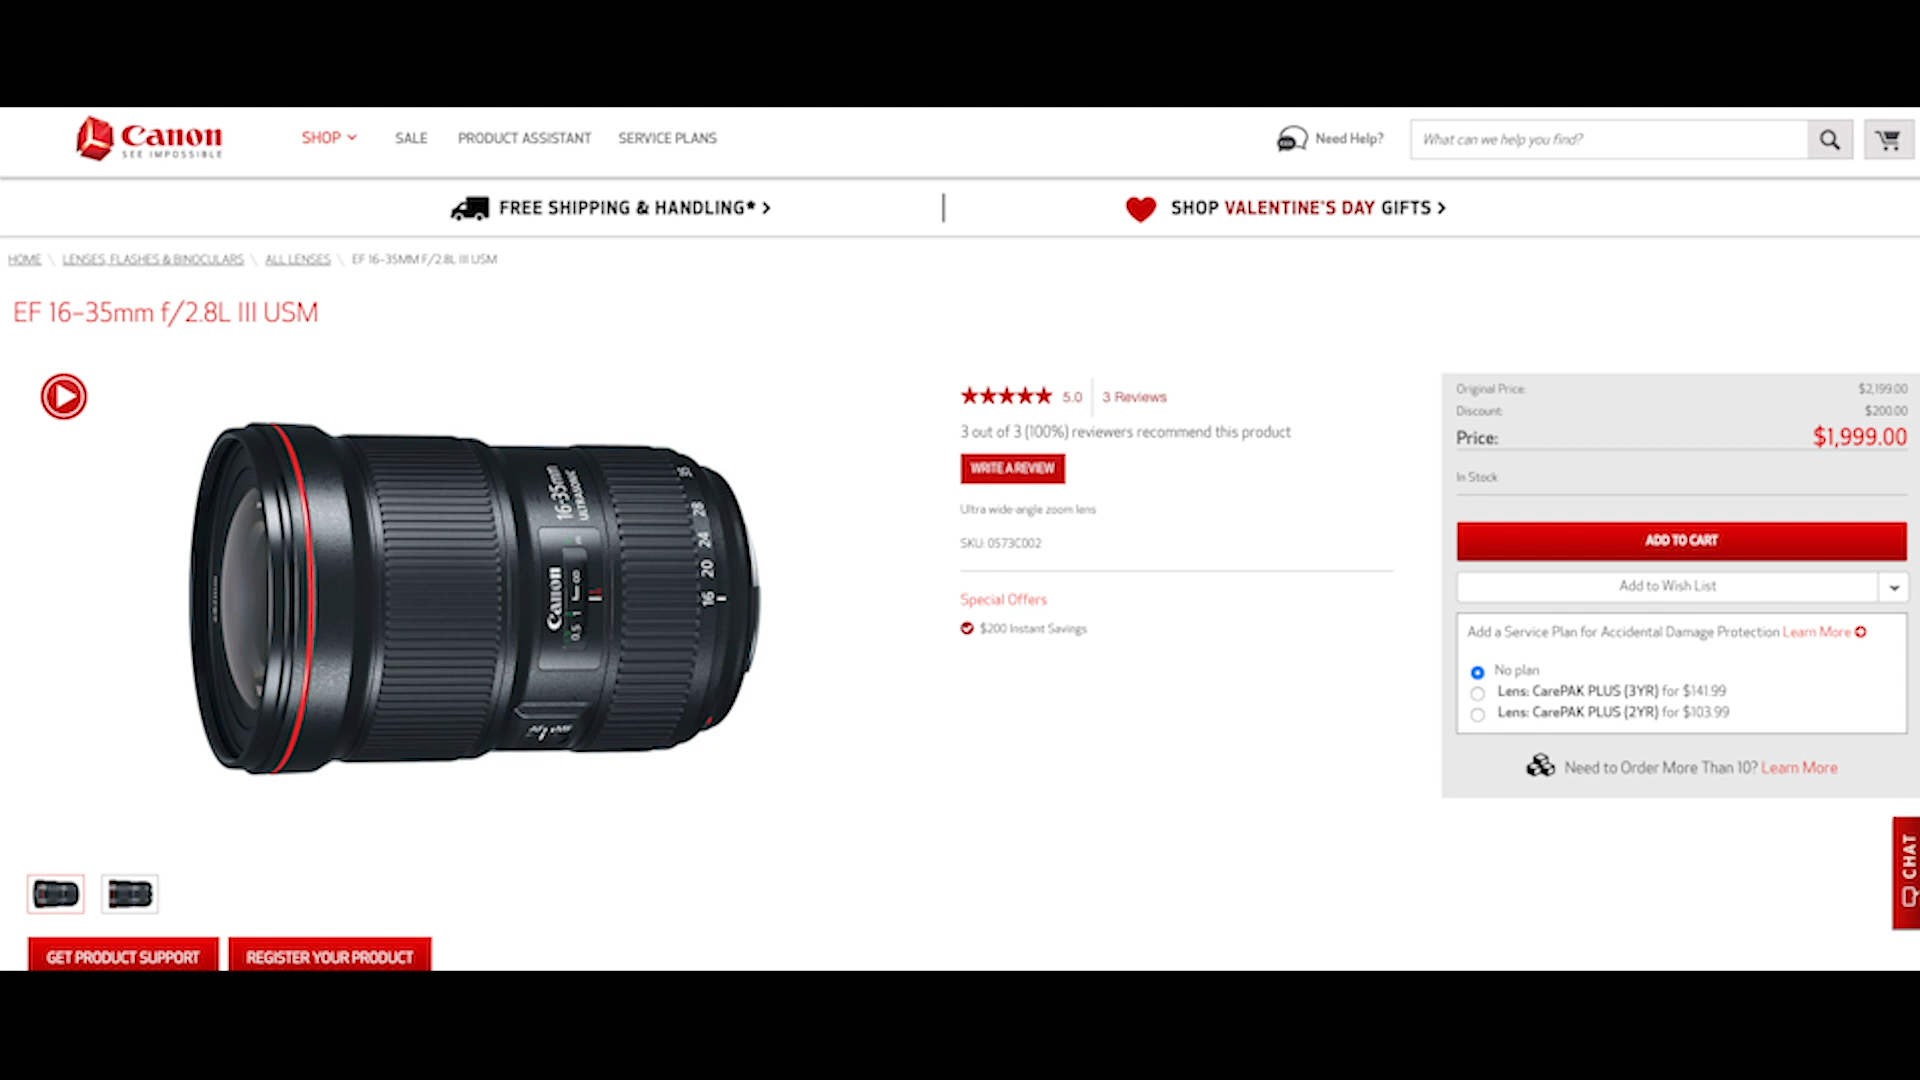 Canon
SEE IMPOSSIBLE
SHOP
SALE
PRODUCT ASSISTANT
SERVICE PLANS
Need Help?
What can we help you find?
FREE SHIPPING & HANDLING* >
SHOP VALENTINE'S DAY GIFTS >
HOME \ LENSES, FLASHES & BINOCULARS \ ALL LENSES \ EF 16-35MM F/2.8L III USM
EF 16-35mm f/2.8L III USM
16-35mm
ULTRASONIC
Canon
0.5 1 ∞
35
28
24
20
16
5.0
3 Reviews
3 out of 3 (100%) reviewers recommend this product
WRITE A REVIEW
Ultra wide-angle zoom lens
SKU: 0573C002
Special Offers
$200 Instant Savings
Original Price: $2,199.00
Discount: $200.00
Price: $1,999.00
In Stock
ADD TO CART
Add to Wish List
Add a Service Plan for Accidental Damage Protection Learn More
No plan
Lens: CarePAK PLUS (3YR) for $141.99
Lens: CarePAK PLUS (2YR) for $103.99
Need to Order More Than 10? Learn More
CHAT
GET PRODUCT SUPPORT
REGISTER YOUR PRODUCT